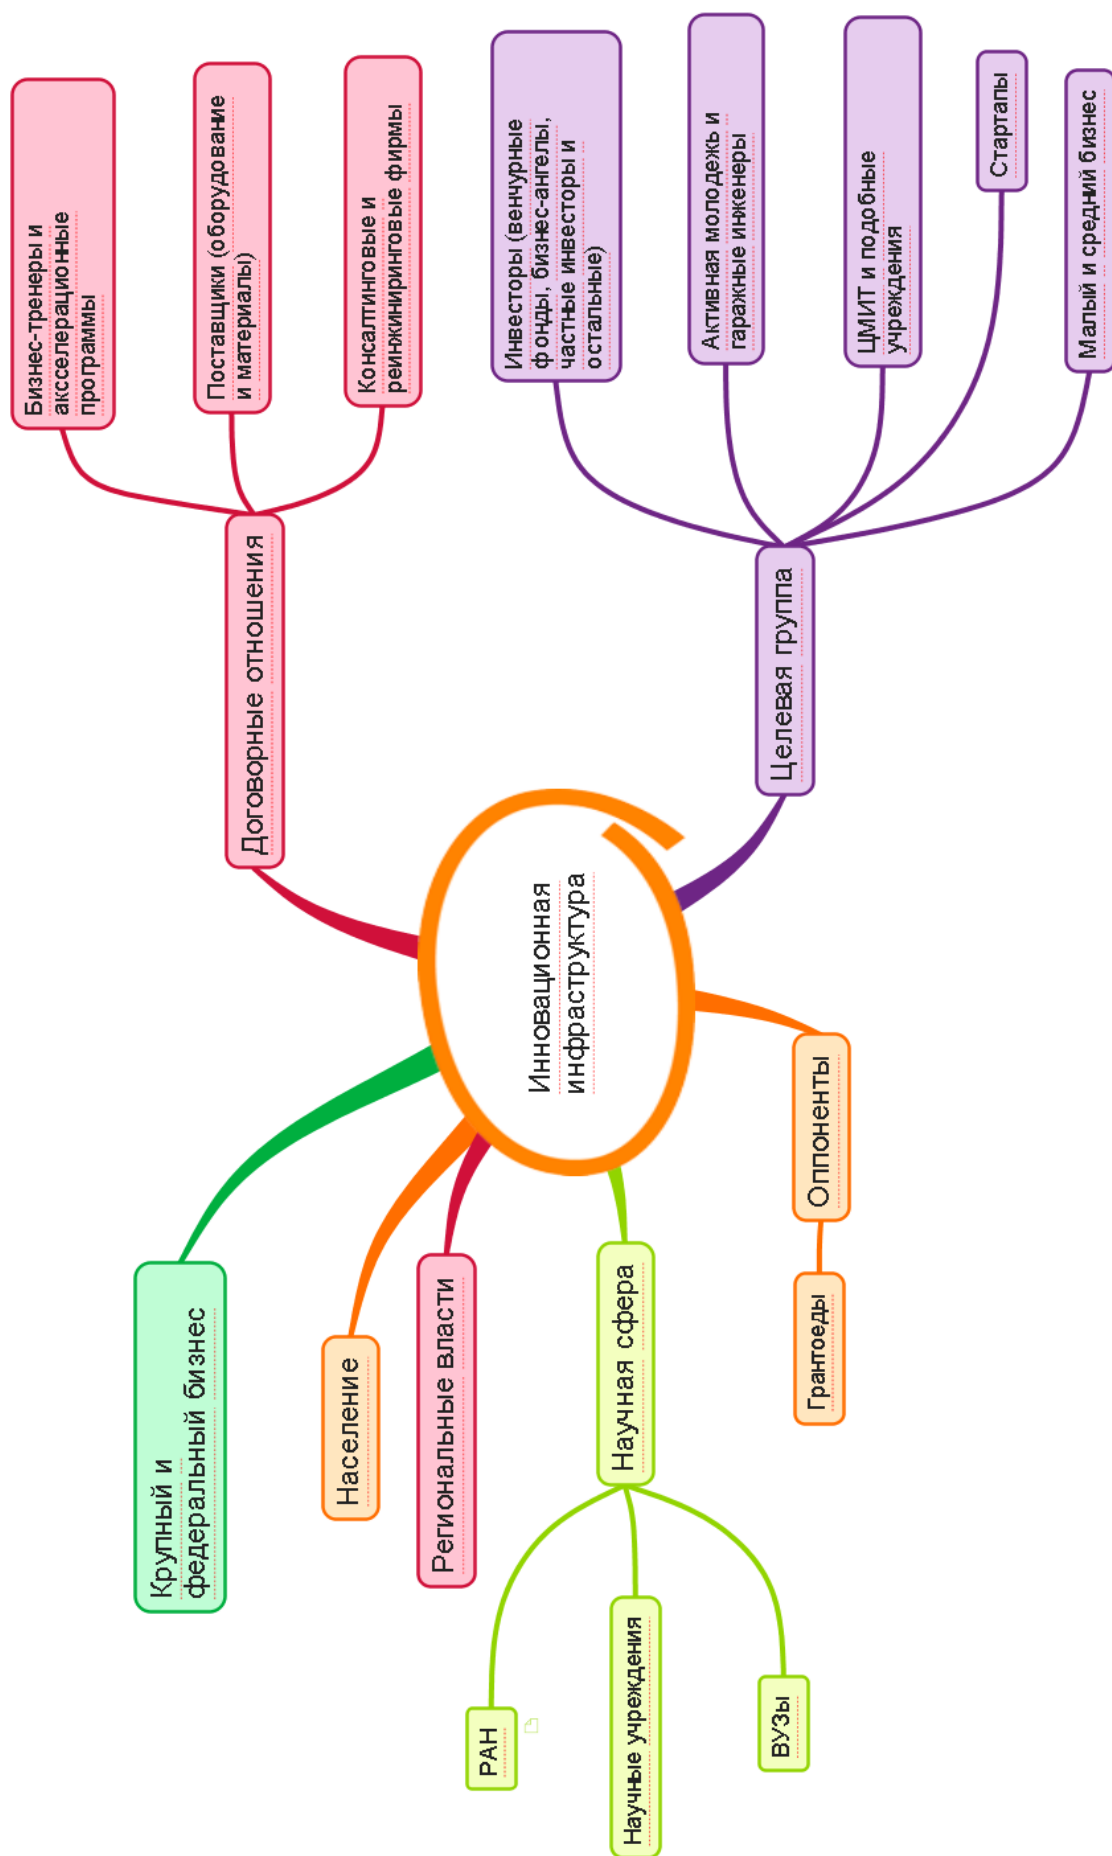 Инновационная
инфраструктура
Договорные отношения
Бизнес-тренеры и
акселерационные
программы
Поставщики (оборудование
и материалы)
Консалтинговые и
реинжиниринговые фирмы
Целевая группа
Инвесторы (венчурные
фонды, бизнес-ангелы,
частные инвесторы и
остальные)
Активная молодежь и
гаражные инженеры
ЦМИТ и подобные
учреждения
Стартапы
Малый и средний бизнес
Крупный и
федеральный бизнес
Население
Региональные власти
Научная сфера
РАН
Научные учреждения
ВУЗы
Оппоненты
Грантоеды